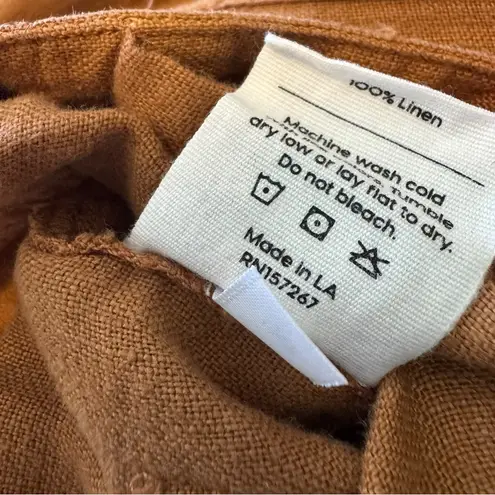 100% Linen
Machine wash cold
Tumble
dry low or lay flat to dry.
Do not bleach.
Made in LA
RN157267